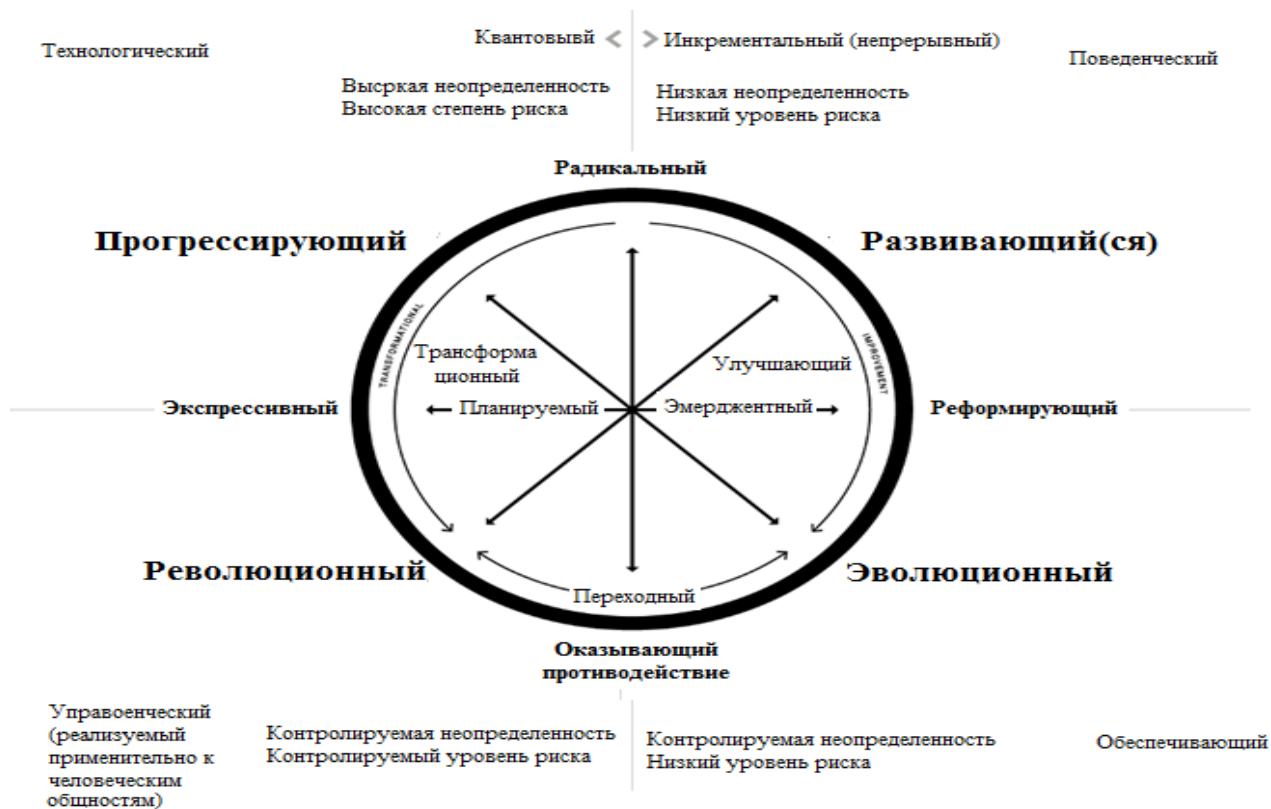 Технологический
Квантовывй
Инкрементальный (непрерывный)
Поведенческий
Высркая неопределенность
Высокая степень риска
Низкая неопределенность
Низкий уровень риска
Радикальный
Прогрессирующий
Развивающий(ся)
TRANSFORMATIONAL
IMPROVEMENT
Трансформа
ционный
Улучшающий
Экспрессивный
Планируемый
Эмерджентный
Реформирующий
Революционный
Эволюционный
Переходный
Оказывающий
противодействие
Управоенческий
(реализуемый
применительно к
человеческим
общностям)
Контролируемая неопределенность
Контролируемый уровень риска
Контролируемая неопределенность
Низкий уровень риска
Обеспечивающий